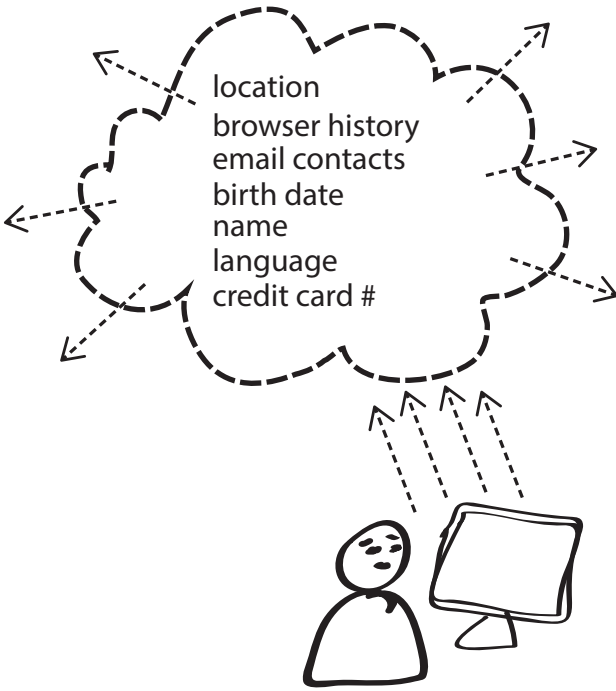 location
browser history
email contacts
birth date
name
language
credit card #